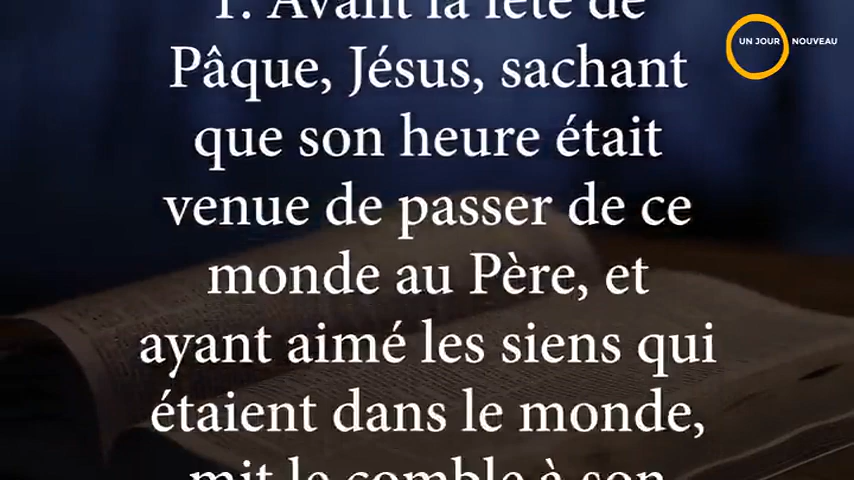 1. Avant la fête de
Pâque, Jésus, sachant
que son heure était
venue de passer de ce
monde au Père, et
ayant aimé les siens qui
étaient dans le monde,
mit le comble à son
UN JOUR NOUVEAU